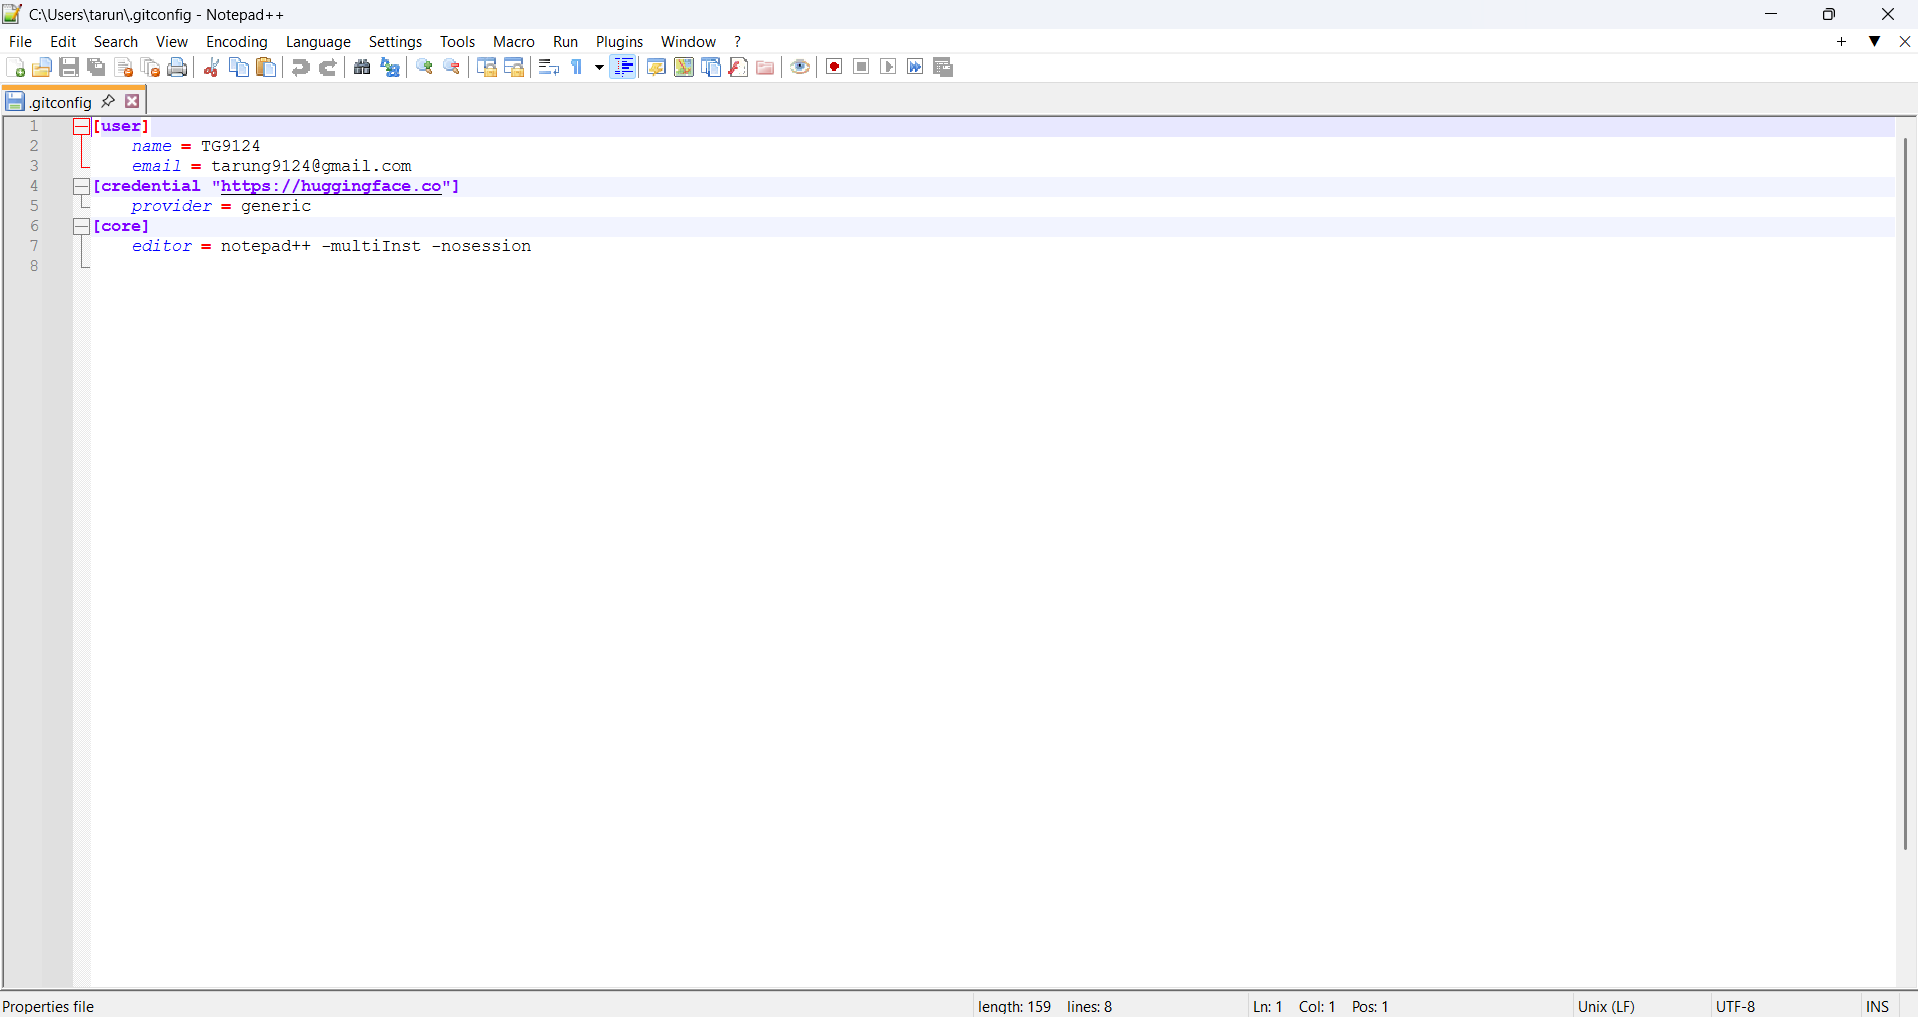 C:\Users\tarun\.gitconfig - Notepad++
File Edit Search View Encoding Language Settings Tools Macro Run Plugins Window ?
.gitconfig
1 [user]
2 name = TG9124
3 email = tarung9124@gmail.com
4 [credential "https://huggingface.co"]
5 provider = generic
6 [core]
7 editor = notepad++ -multiInst -nosession
8
Properties file length: 159 lines: 8 Ln: 1 Col: 1 Pos: 1 Unix (LF) UTF-8 INS